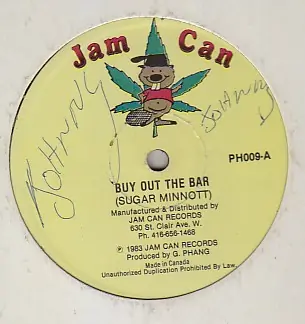 Jam Can
JOHNNY
JOHNNY
PH009-A
BUY OUT THE BAR
(SUGAR MINNOTT)
Manufactured & Distributed by
JAM CAN RECORDS
630 St. Clair Ave. W.
Ph. 416-656-1468
℗ 1983 JAM CAN RECORDS
Produced by G. PHANG
Made in Canada
Unauthorized Duplication Prohibited By Law.